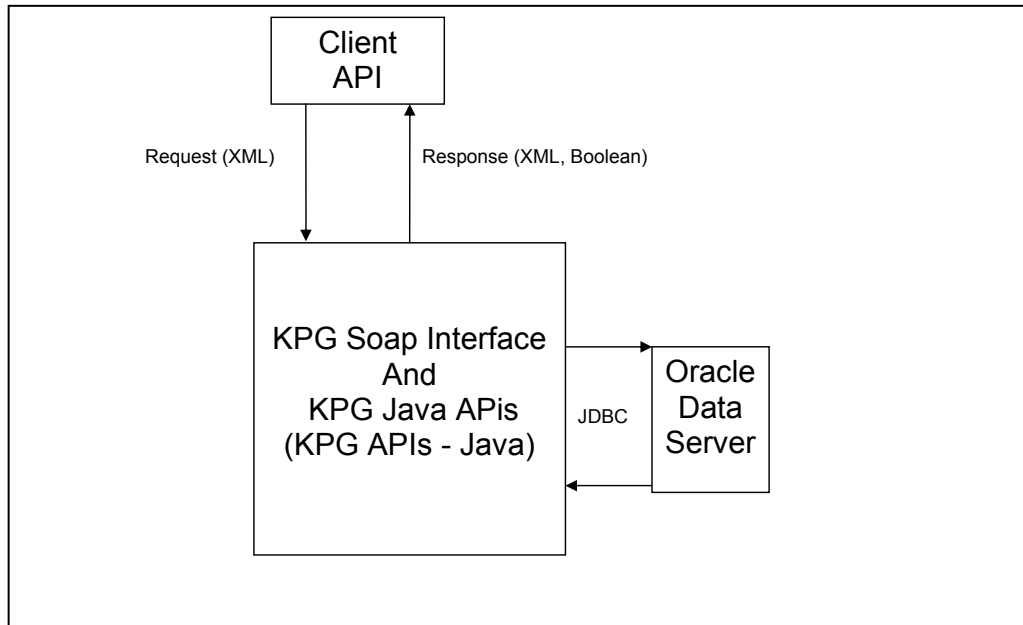 Client
API
Request (XML)
Response (XML, Boolean)
KPG Soap Interface
And
KPG Java APis
(KPG APIs - Java)
JDBC
Oracle
Data
Server